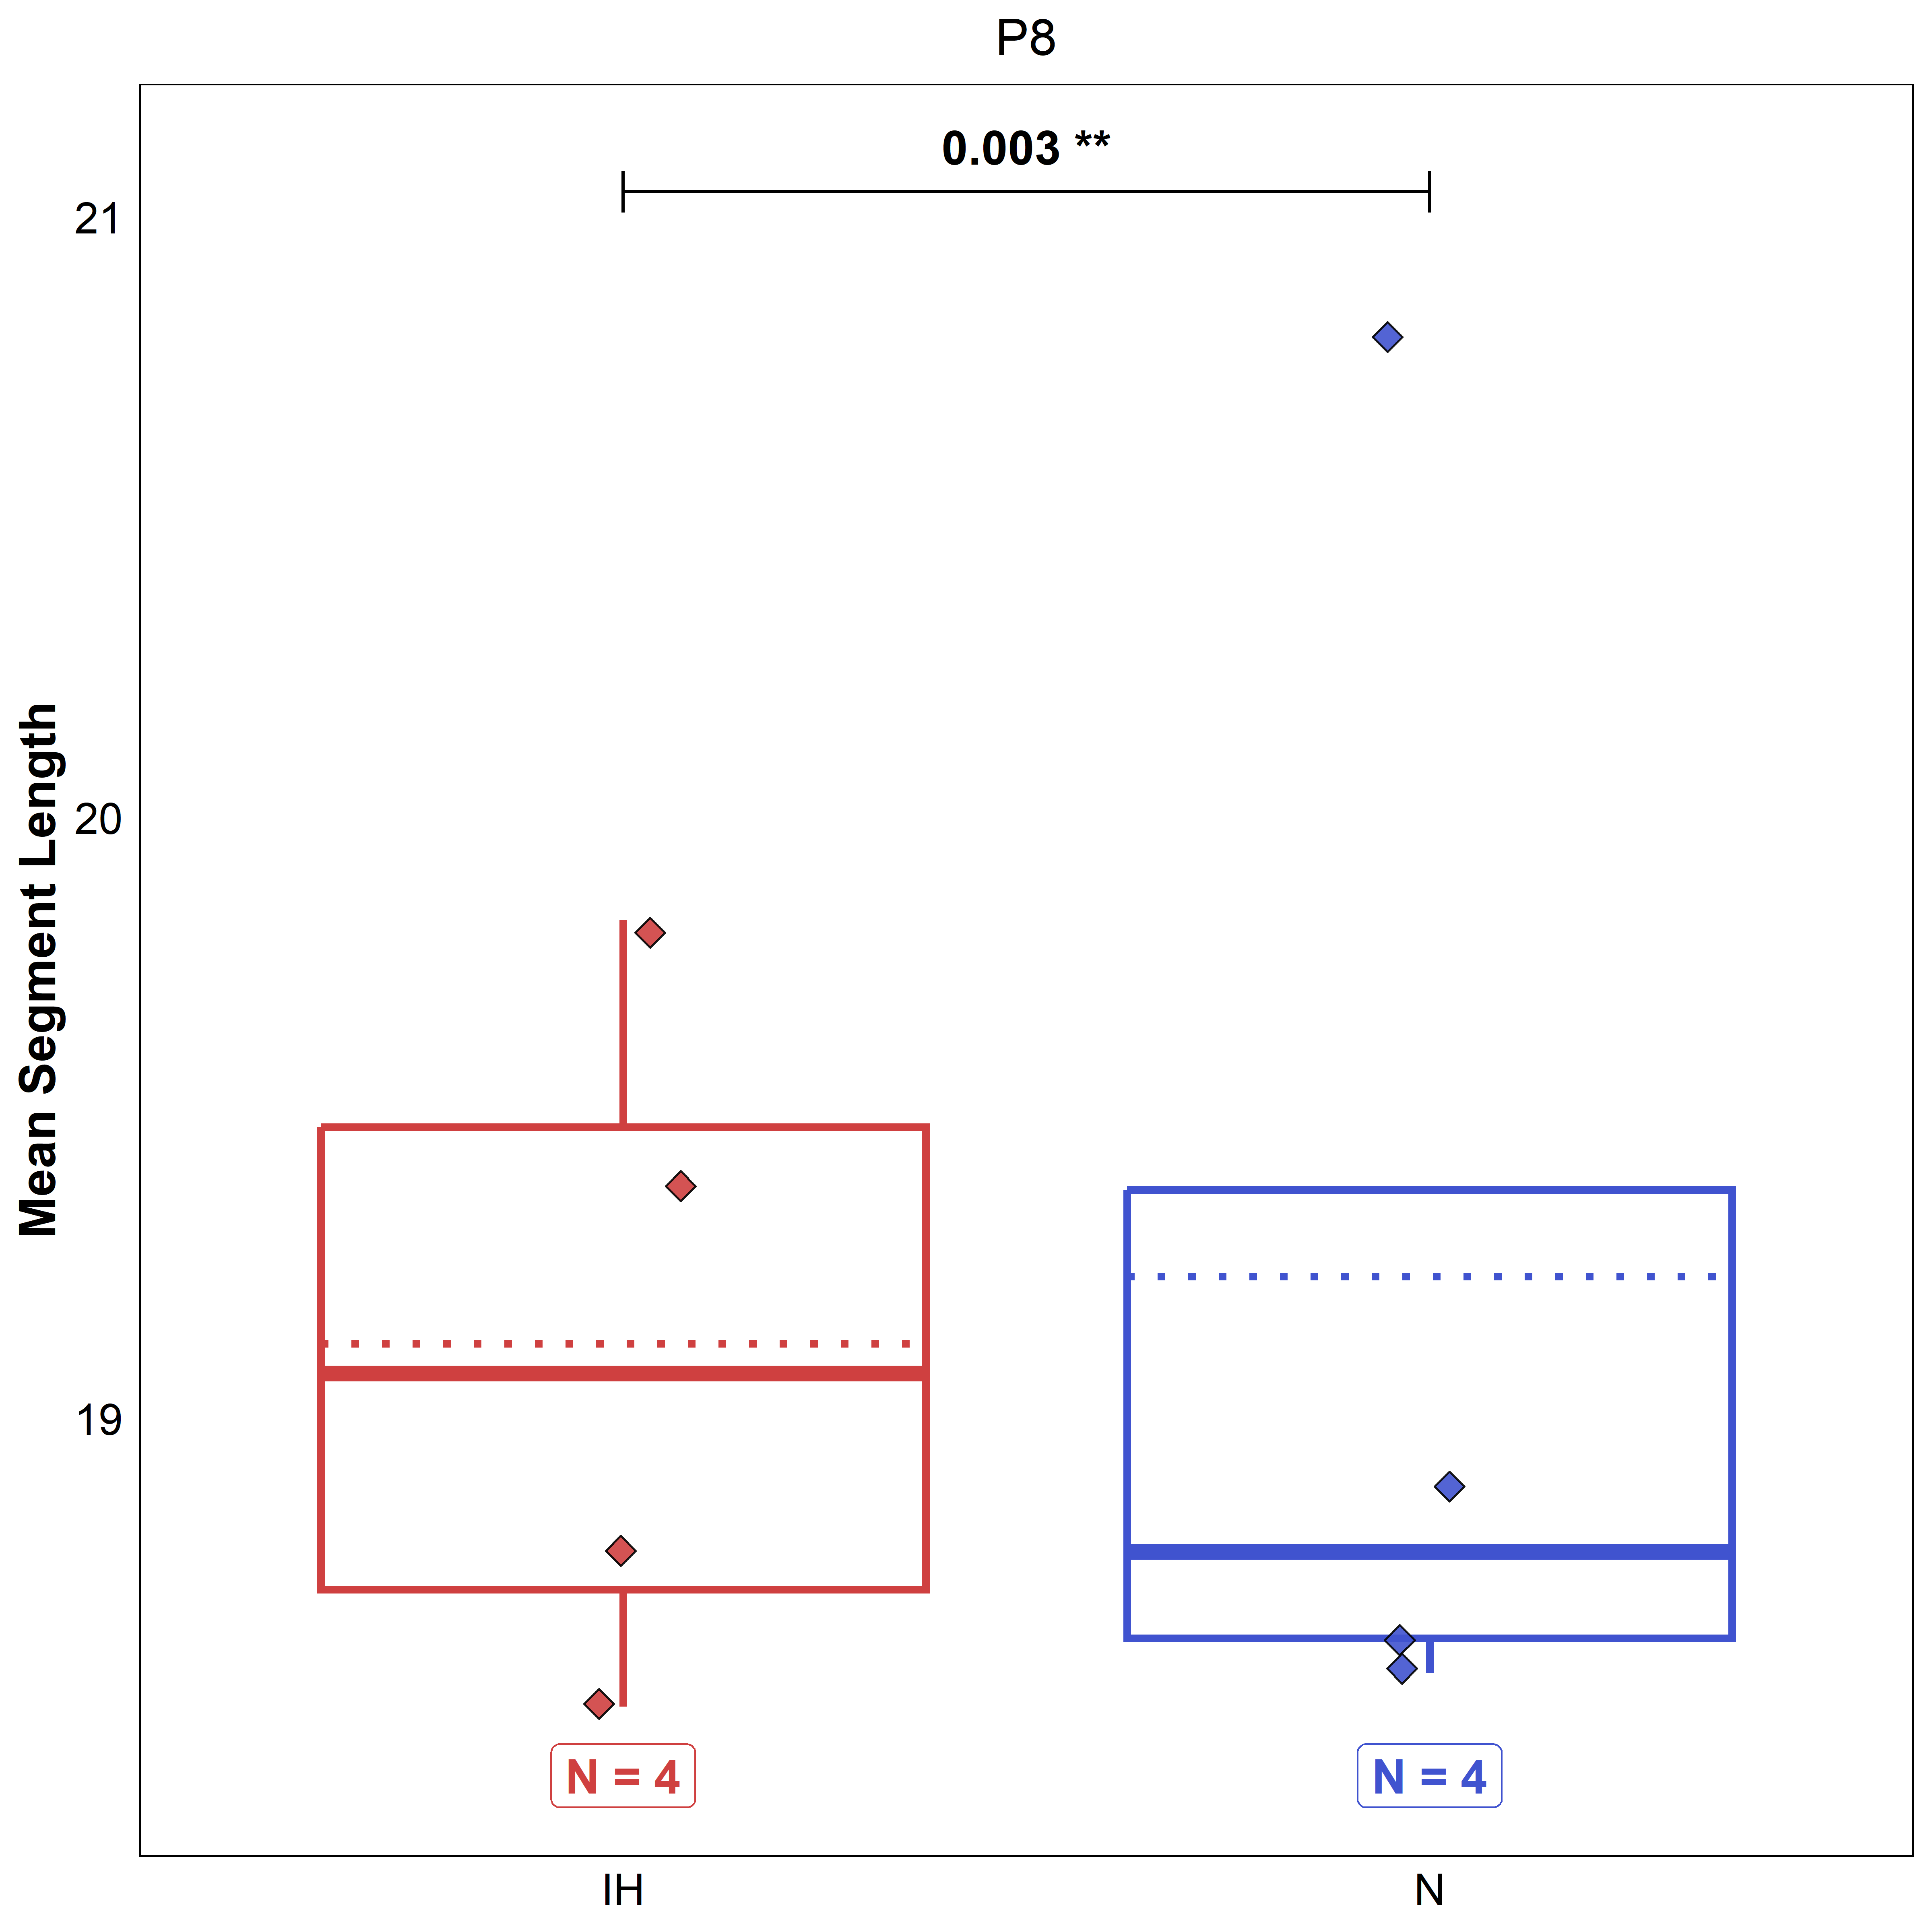 P8
0.003 **
21
20
19
Mean Segment Length
N = 4
N = 4
IH
N